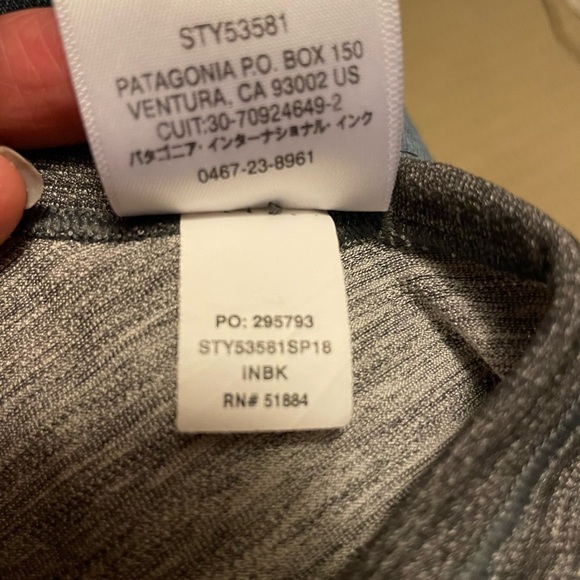 STY53581
PATAGONIA P.O. BOX 150
VENTURA, CA 93002 US
CUIT:30-70924649-2
パタゴニア・インターナショナル・インク
0467-23-8961
PO: 295793
STY53581SP18
INBK
RN# 51884